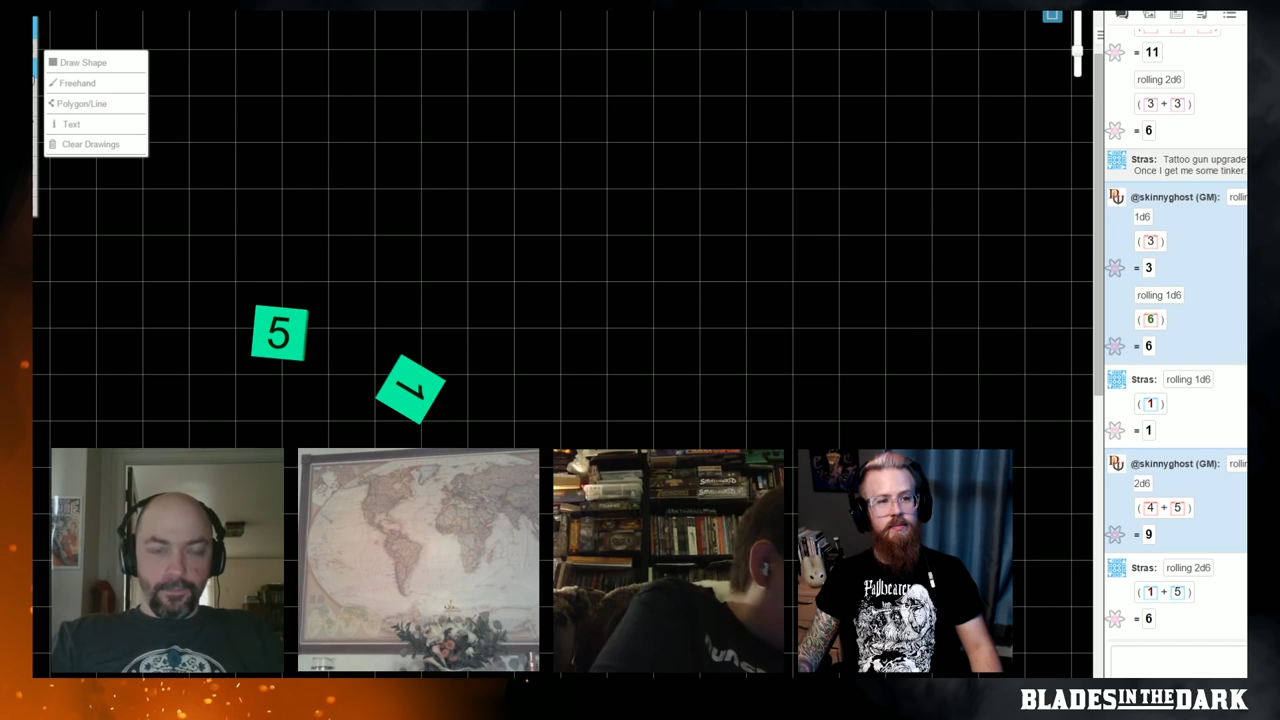 Draw Shape
Freehand
Polygon/Line
Text
Clear Drawings
5
1
= 11
rolling 2d6
( 3 + 3 )
= 6
Stras: Tattoo gun upgrade
Once I get me some tinker.
@skinnyghost (GM):
1d6
( 3 )
= 3
rolling 1d6
( 6 )
= 6
Stras: rolling 1d6
( 1 )
= 1
@skinnyghost (GM):
2d6
( 4 + 5 )
= 9
Stras: rolling 2d6
( 1 + 5 )
= 6
Pallbearer
BLADES IN THE DARK